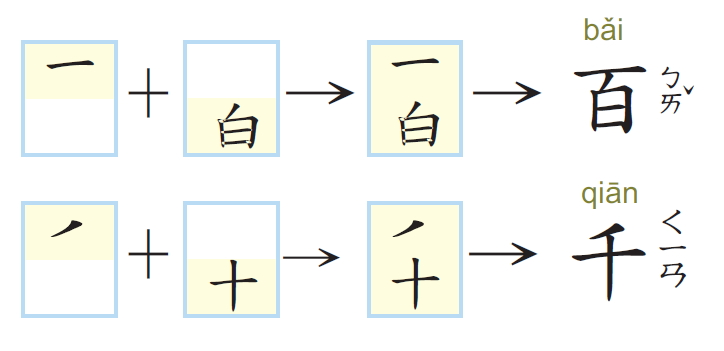 一 + 白 → 一白 → 百 bǎi ㄅㄞˇ
丿 + 十 → 丿十 → 千 qiān ㄑㄧㄢ